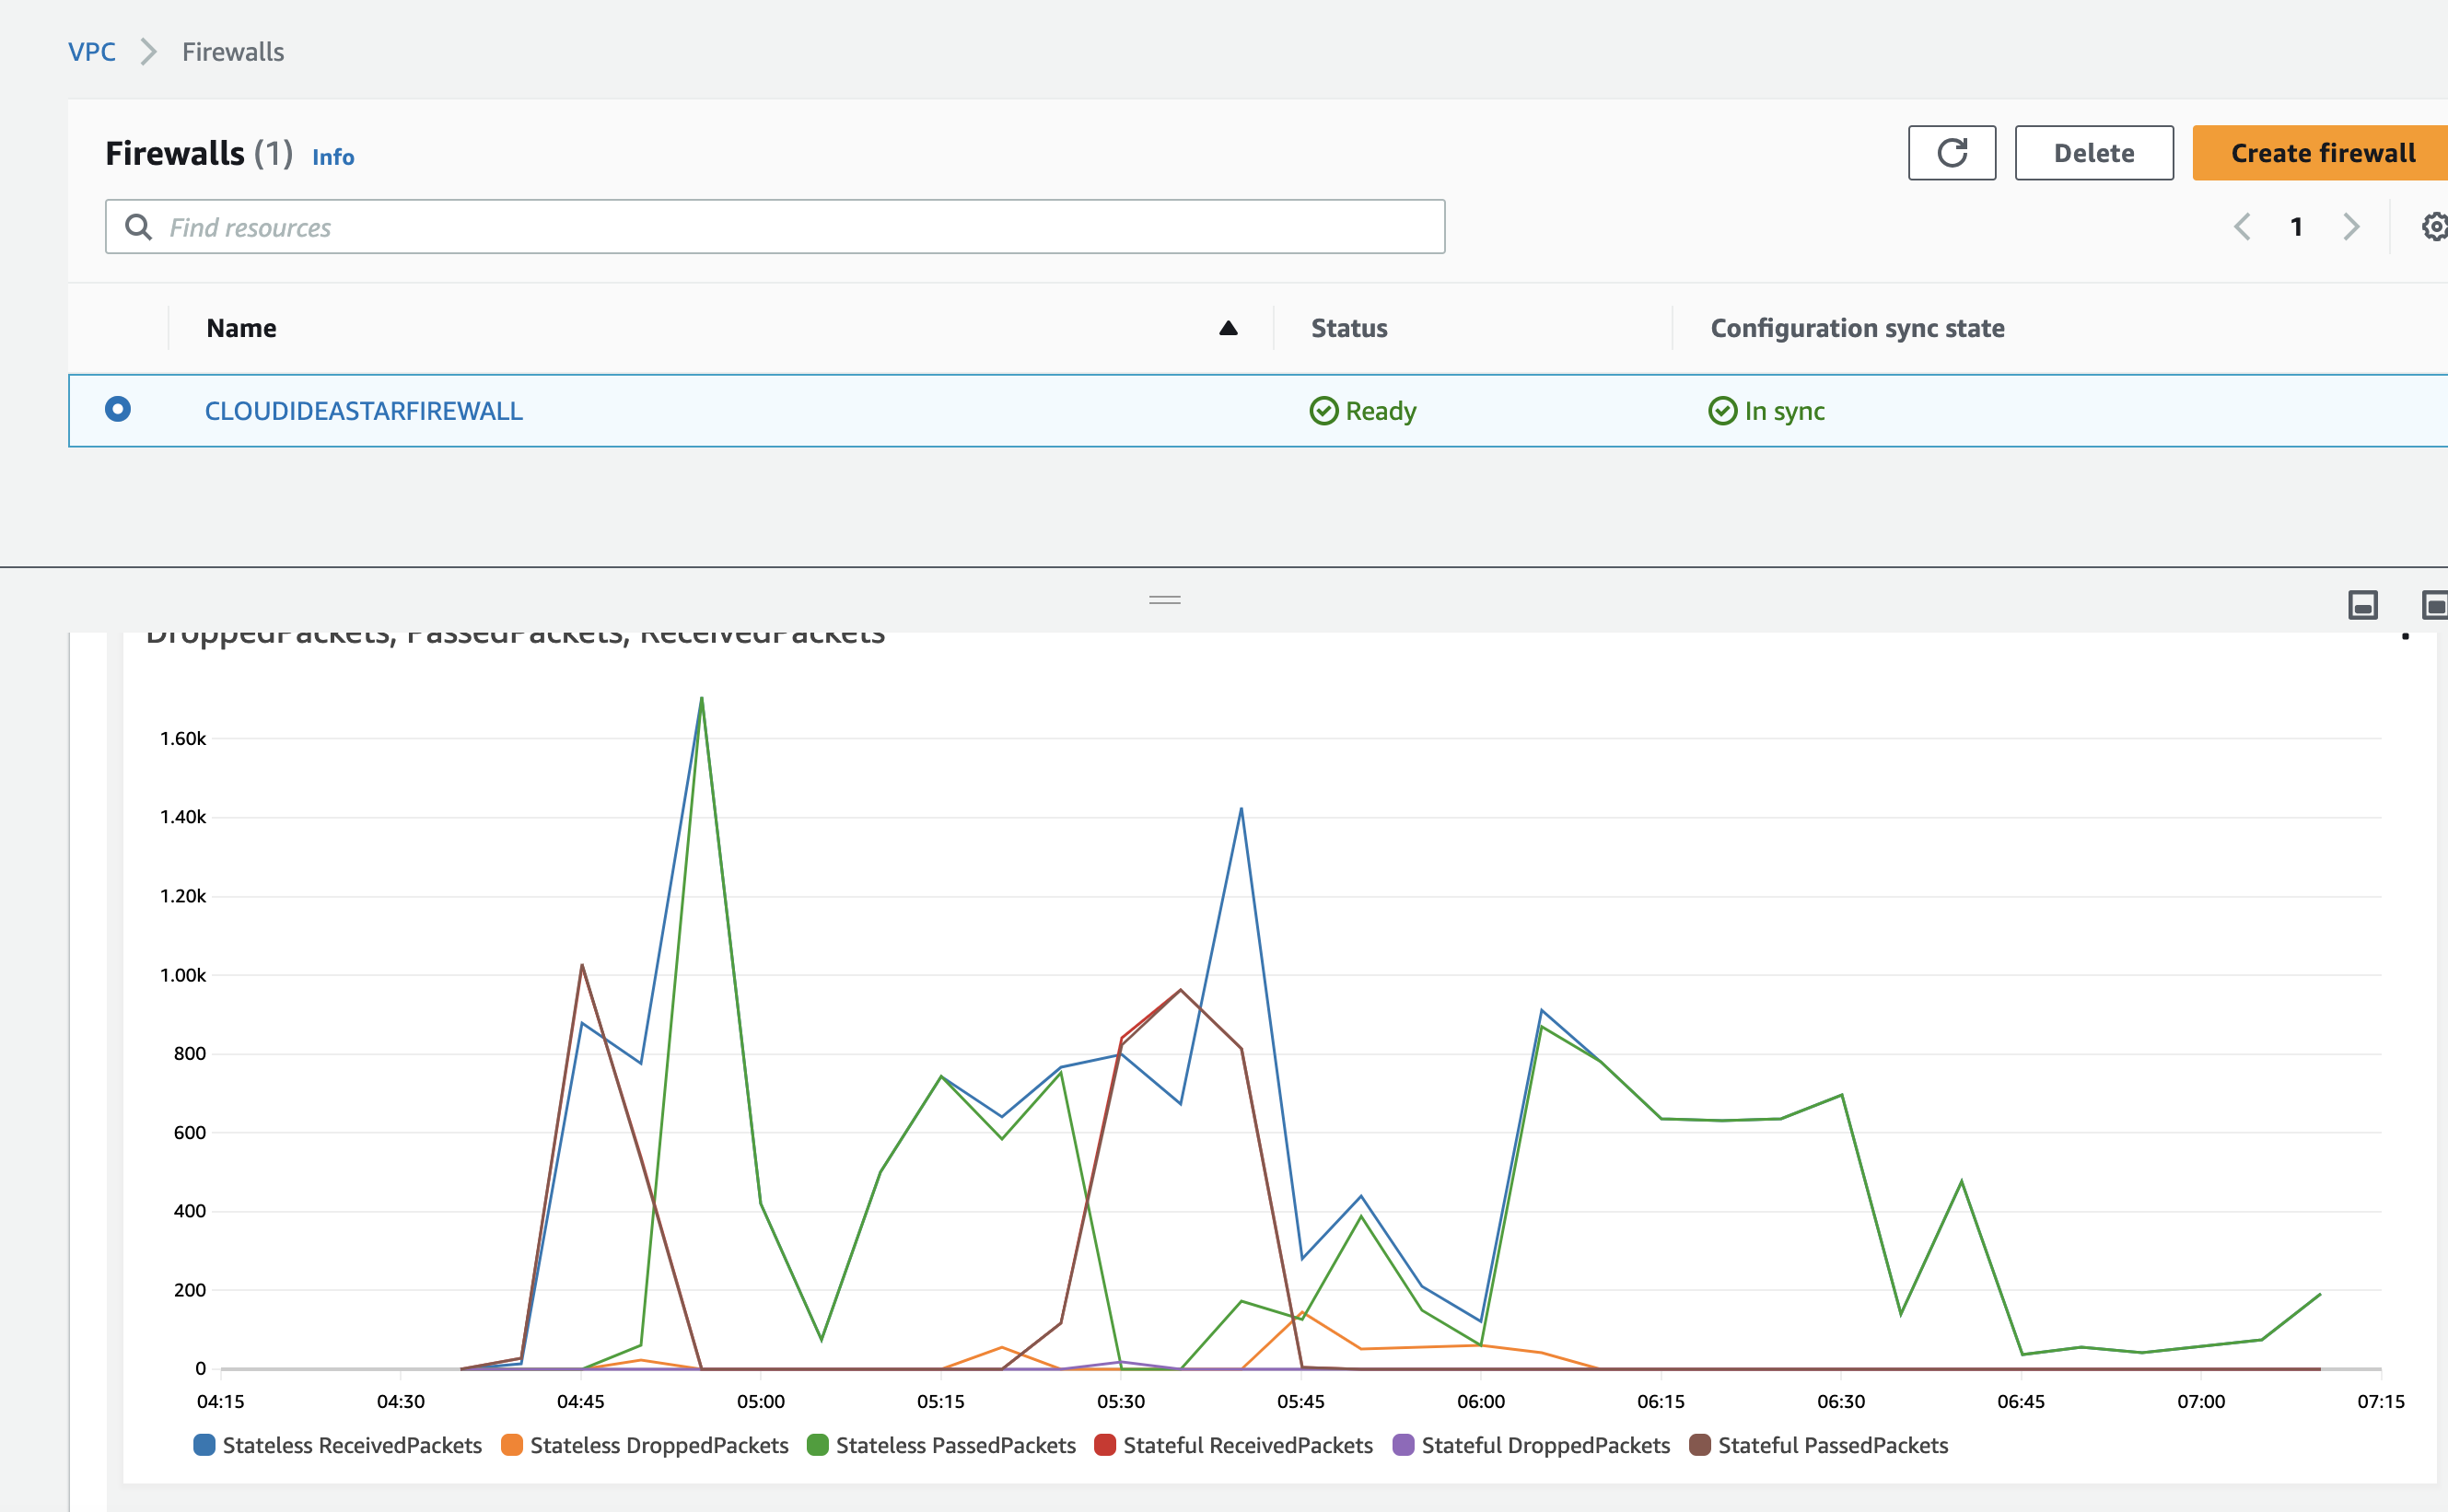 VPC Firewalls
Firewalls (1) Info
Delete
Create firewall
Find resources
1
Name Status Configuration sync state
CLOUDIDEASTARFIREWALL Ready In sync
DroppedPackets, PassedPackets, ReceivedPackets
1.60k
1.40k
1.20k
1.00k
800
600
400
200
0
04:15 04:30 04:45 05:00 05:15 05:30 05:45 06:00 06:15 06:30 06:45 07:00 07:15
Stateless ReceivedPackets Stateless DroppedPackets Stateless PassedPackets Stateful ReceivedPackets Stateful DroppedPackets Stateful PassedPackets